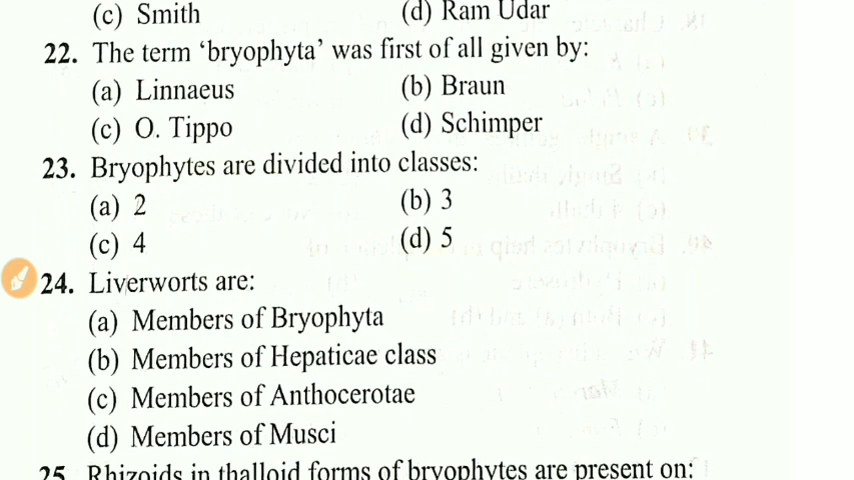 (c) Smith (d) Ram Udar
22. The term ‘bryophyta’ was first of all given by:
(a) Linnaeus (b) Braun
(c) O. Tippo (d) Schimper
23. Bryophytes are divided into classes:
(a) 2 (b) 3
(c) 4 (d) 5
24. Liverworts are:
(a) Members of Bryophyta
(b) Members of Hepaticae class
(c) Members of Anthocerotae
(d) Members of Musci
25. Rhizoids in thalloid forms of bryophytes are present on: